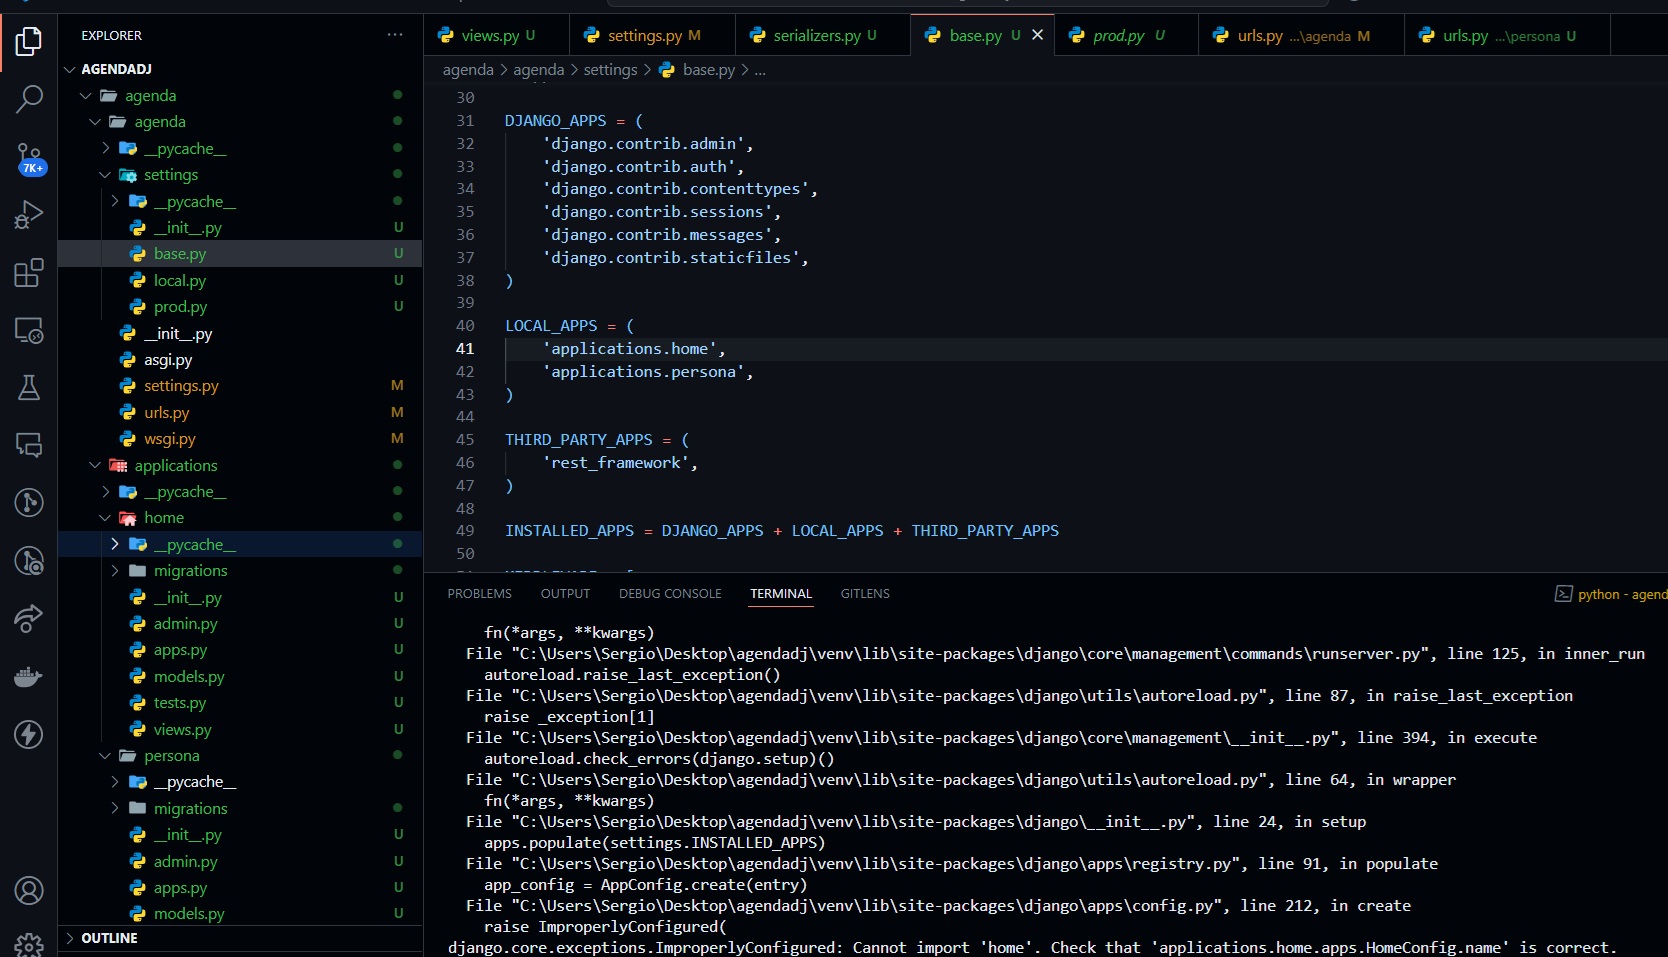 EXPLORER
AGENDADJ
agenda
agenda
__pycache__
settings
__pycache__
__init__.py U
base.py U
local.py U
prod.py U
__init__.py
asgi.py
settings.py M
urls.py M
wsgi.py M
applications
__pycache__
home
__pycache__
migrations
__init__.py U
admin.py U
apps.py U
models.py U
tests.py U
views.py U
persona
__pycache__
migrations
__init__.py U
admin.py U
apps.py U
models.py U
OUTLINE
7K+
views.py U settings.py M serializers.py U base.py U prod.py U urls.py ...\agenda M urls.py ...\persona U
agenda > agenda > settings > base.py > ...
30
31 DJANGO_APPS = (
32 'django.contrib.admin',
33 'django.contrib.auth',
34 'django.contrib.contenttypes',
35 'django.contrib.sessions',
36 'django.contrib.messages',
37 'django.contrib.staticfiles',
38 )
39
40 LOCAL_APPS = (
41 'applications.home',
42 'applications.persona',
43 )
44
45 THIRD_PARTY_APPS = (
46 'rest_framework',
47 )
48
49 INSTALLED_APPS = DJANGO_APPS + LOCAL_APPS + THIRD_PARTY_APPS
50
PROBLEMS OUTPUT DEBUG CONSOLE TERMINAL GITLENS
python - agend
fn(*args, **kwargs)
File "C:\Users\Sergio\Desktop\agendadj\venv\lib\site-packages\django\core\management\commands\runserver.py", line 125, in inner_run
autoreload.raise_last_exception()
File "C:\Users\Sergio\Desktop\agendadj\venv\lib\site-packages\django\utils\autoreload.py", line 87, in raise_last_exception
raise _exception[1]
File "C:\Users\Sergio\Desktop\agendadj\venv\lib\site-packages\django\core\management\__init__.py", line 394, in execute
autoreload.check_errors(django.setup)()
File "C:\Users\Sergio\Desktop\agendadj\venv\lib\site-packages\django\utils\autoreload.py", line 64, in wrapper
fn(*args, **kwargs)
File "C:\Users\Sergio\Desktop\agendadj\venv\lib\site-packages\django\__init__.py", line 24, in setup
apps.populate(settings.INSTALLED_APPS)
File "C:\Users\Sergio\Desktop\agendadj\venv\lib\site-packages\django\apps\registry.py", line 91, in populate
app_config = AppConfig.create(entry)
File "C:\Users\Sergio\Desktop\agendadj\venv\lib\site-packages\django\apps\config.py", line 212, in create
raise ImproperlyConfigured(
django.core.exceptions.ImproperlyConfigured: Cannot import 'home'. Check that 'applications.home.apps.HomeConfig.name' is correct.